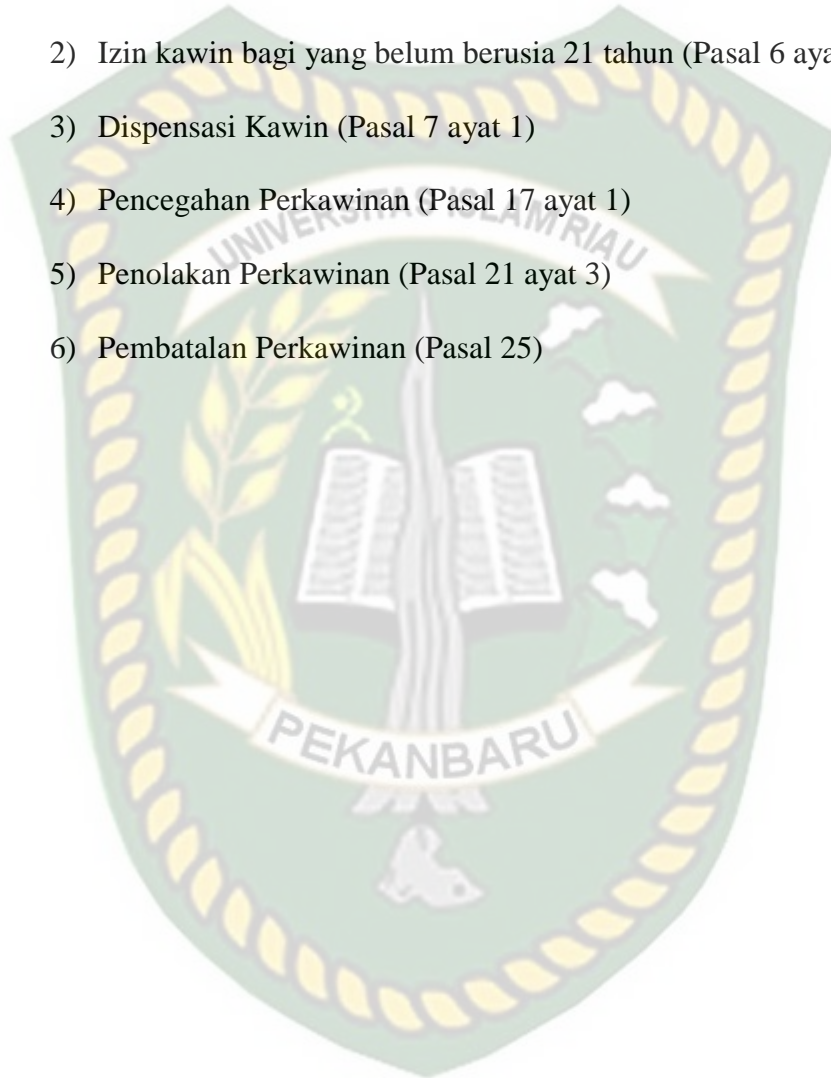 2) Izin kawin bagi yang belum berusia 21 tahun (Pasal 6 aya
3) Dispensasi Kawin (Pasal 7 ayat 1)
4) Pencegahan Perkawinan (Pasal 17 ayat 1)
UNIVERSITAS ISLAM RIAU
5) Penolakan Perkawinan (Pasal 21 ayat 3)
6) Pembatalan Perkawinan (Pasal 25)
PEKANBARU